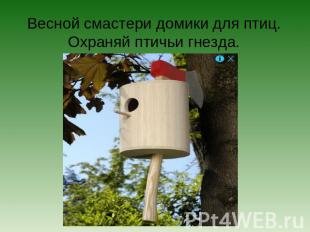 Весной смастери домики для птиц.
Охраняй птичьи гнезда.
PPt4WEB.ru